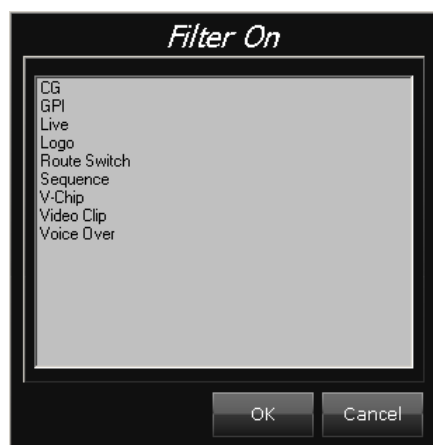 Filter On
CG
GPI
Live
Logo
Route Switch
Sequence
V-Chip
Video Clip
Voice Over
OK
Cancel